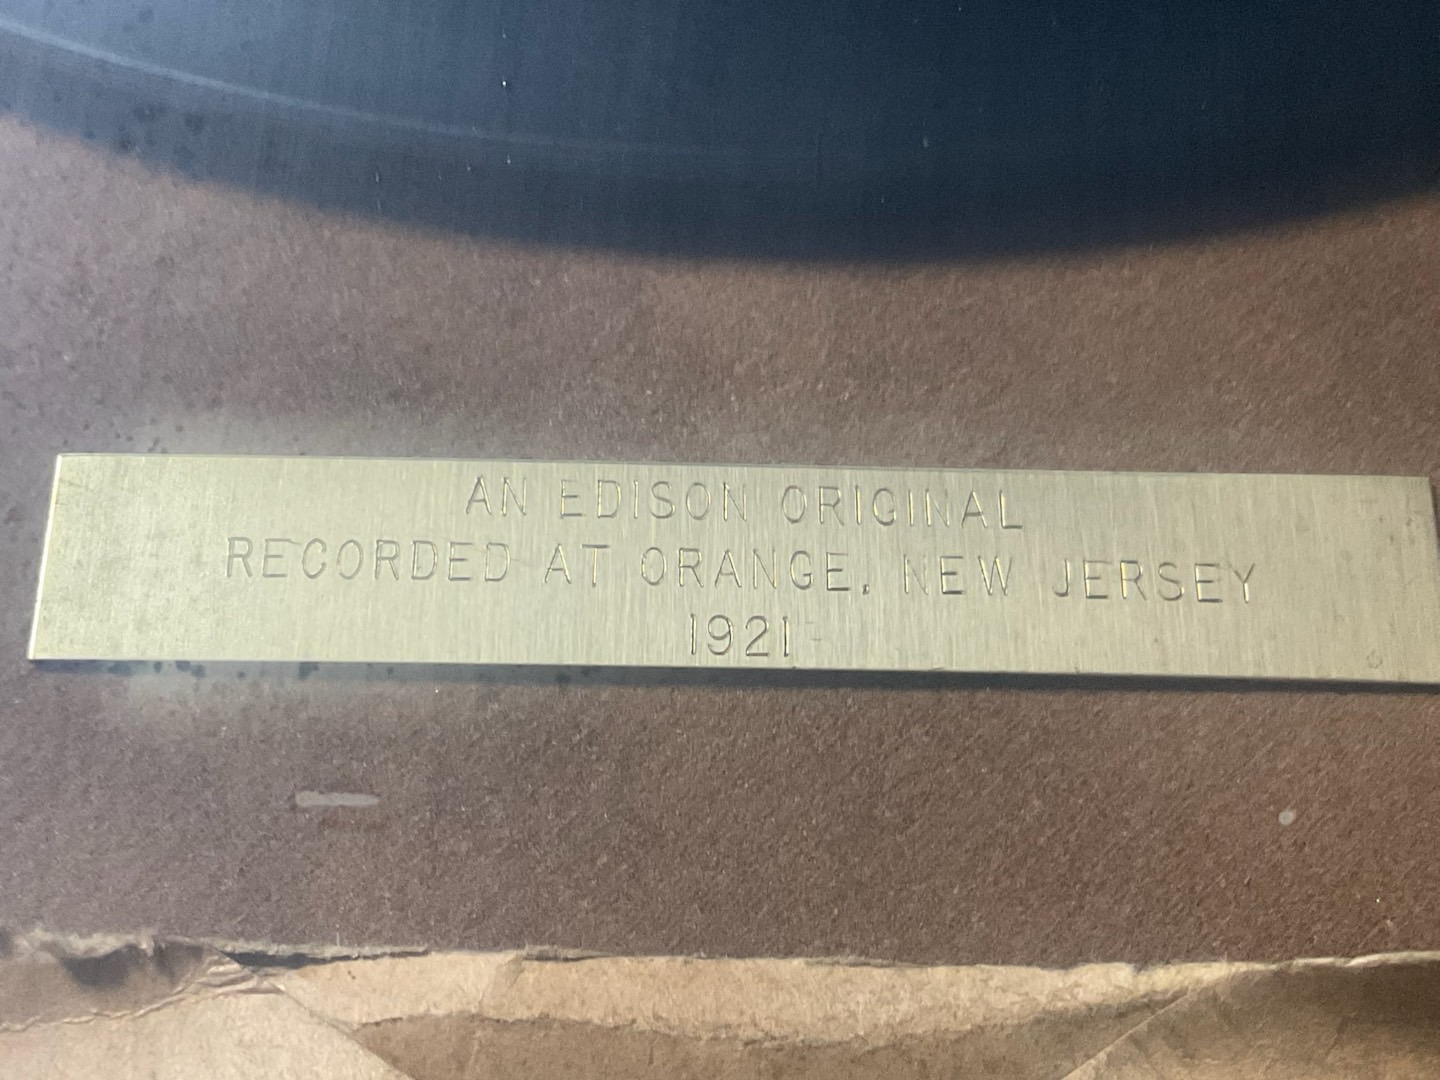 AN EDISON ORIGINAL
RECORDED AT ORANGE, NEW JERSEY
1921